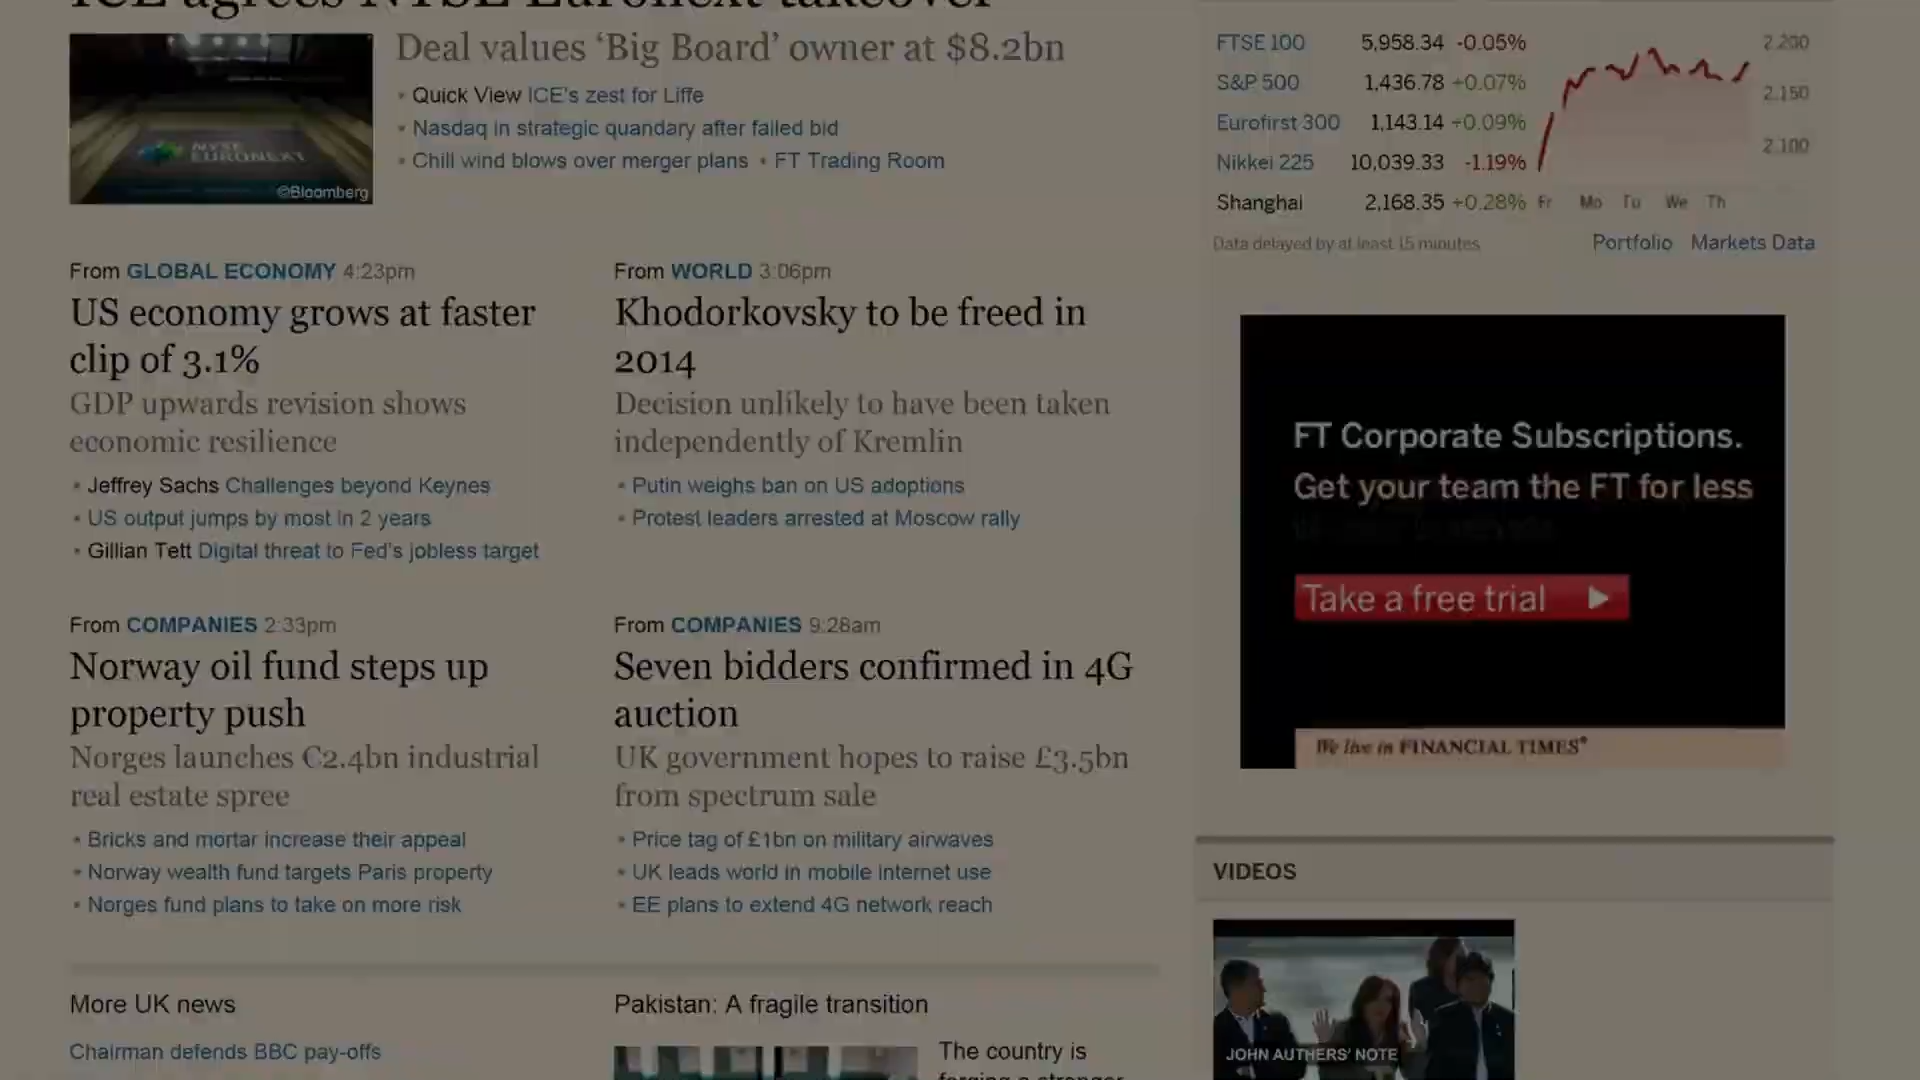 ICE agrees NYSE Euronext takeover
Deal values ‘Big Board’ owner at $8.2bn
• Quick View ICE's zest for Liffe
• Nasdaq in strategic quandary after failed bid
• Chill wind blows over merger plans • FT Trading Room
NYSE
EURONEXT
©Bloomberg
From GLOBAL ECONOMY 4:23pm
US economy grows at faster
clip of 3.1%
GDP upwards revision shows
economic resilience
• Jeffrey Sachs Challenges beyond Keynes
• US output jumps by most in 2 years
• Gillian Tett Digital threat to Fed's jobless target
From WORLD 3:06pm
Khodorkovsky to be freed in
2014
Decision unlikely to have been taken
independently of Kremlin
• Putin weighs ban on US adoptions
• Protest leaders arrested at Moscow rally
From COMPANIES 2:33pm
Norway oil fund steps up
property push
Norges launches €2.4bn industrial
real estate spree
• Bricks and mortar increase their appeal
• Norway wealth fund targets Paris property
• Norges fund plans to take on more risk
From COMPANIES 9:28am
Seven bidders confirmed in 4G
auction
UK government hopes to raise £3.5bn
from spectrum sale
• Price tag of £1bn on military airwaves
• UK leads world in mobile internet use
• EE plans to extend 4G network reach
More UK news
Chairman defends BBC pay-offs
Pakistan: A fragile transition
The country is
forging a stronger
FTSE 100 5,958.34 -0.05%
S&P 500 1,436.78 +0.07%
Eurofirst 300 1,143.14 +0.09%
Nikkei 225 10,039.33 -1.19%
Shanghai 2,168.35 +0.28%
2,200
2,150
2,100
Fr Mo Tu We Th
Data delayed by at least 15 minutes
Portfolio Markets Data
FT Corporate Subscriptions.
Get your team the FT for less
Take a free trial
We live in FINANCIAL TIMES®
VIDEOS
JOHN AUTHERS' NOTE